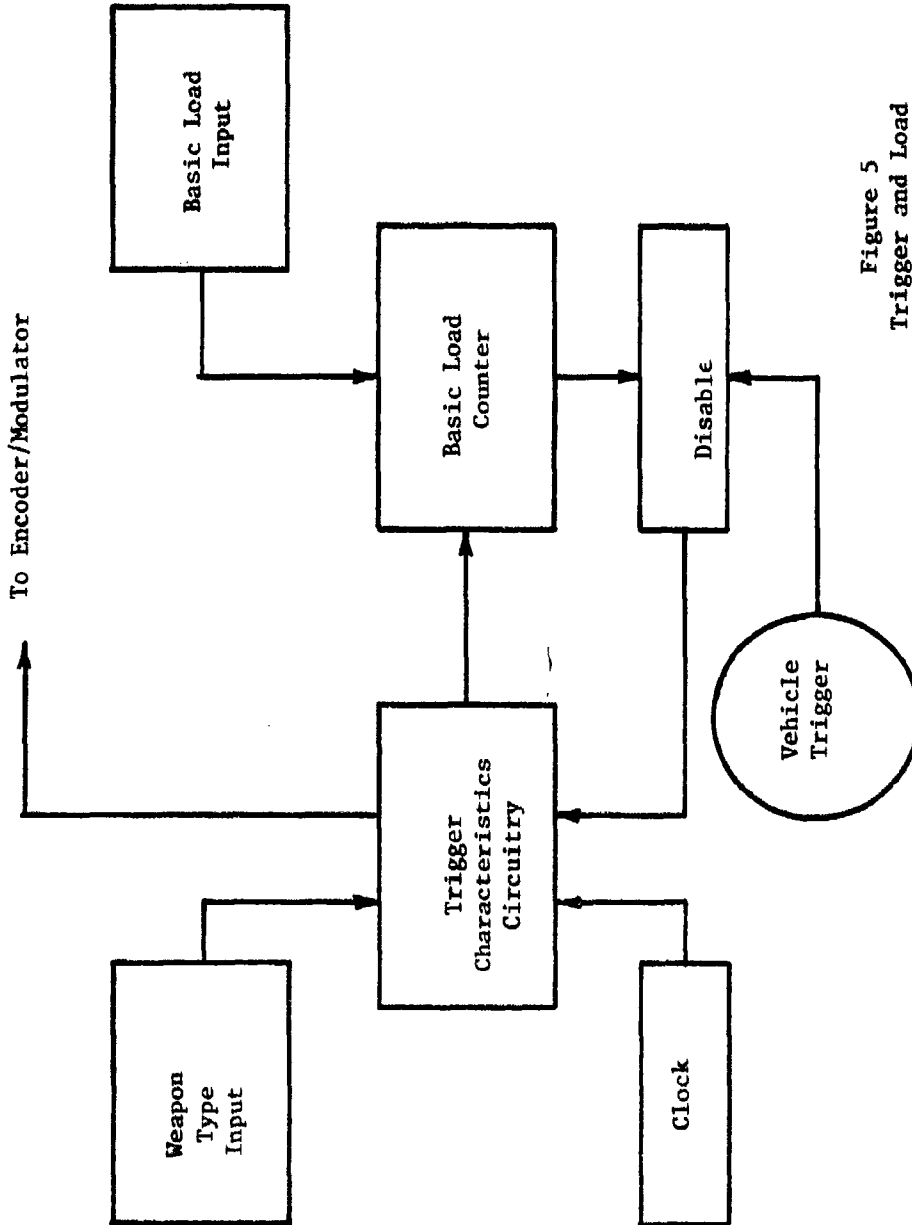 To Encoder/Modulator
Weapon
Type
Input
Basic Load
Input
Trigger
Characteristics
Circuitry
Basic Load
Counter
Clock
Disable
Vehicle
Trigger
Figure 5
Trigger and Load